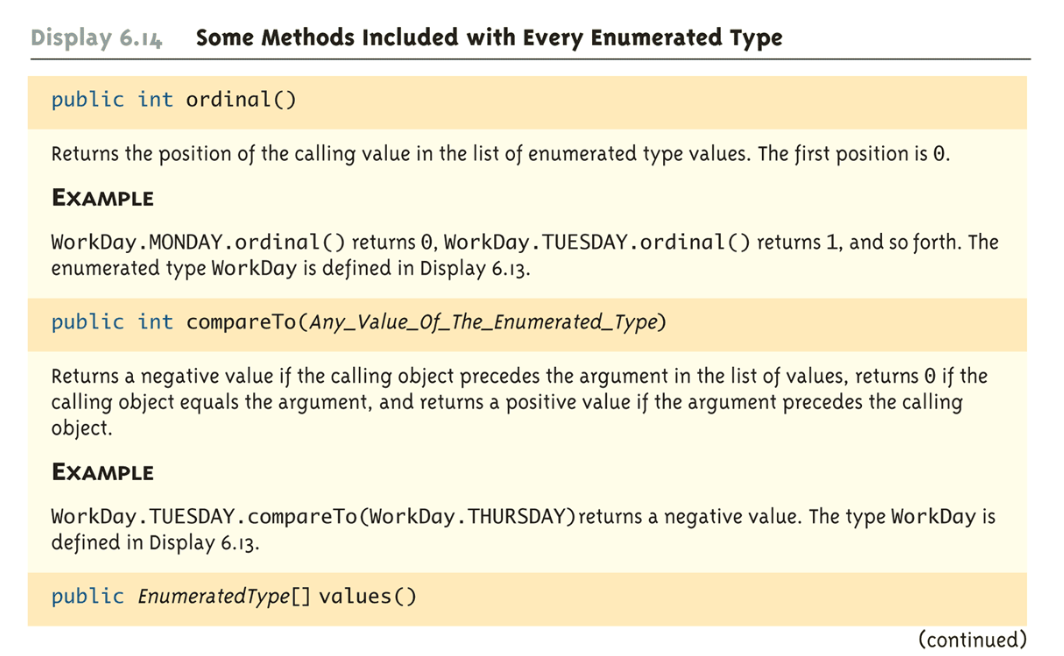 Display 6.14 Some Methods Included with Every Enumerated Type
public int ordinal()
Returns the position of the calling value in the list of enumerated type values. The first position is 0.
EXAMPLE
WorkDay.MONDAY.ordinal() returns 0, WorkDay.TUESDAY.ordinal() returns 1, and so forth. The
enumerated type WorkDay is defined in Display 6.13.
public int compareTo(Any_Value_Of_The_Enumerated_Type)
Returns a negative value if the calling object precedes the argument in the list of values, returns 0 if the
calling object equals the argument, and returns a positive value if the argument precedes the calling
object.
EXAMPLE
WorkDay.TUESDAY.compareTo(WorkDay.THURSDAY)returns a negative value. The type WorkDay is
defined in Display 6.13.
public EnumeratedType[] values()
(continued)